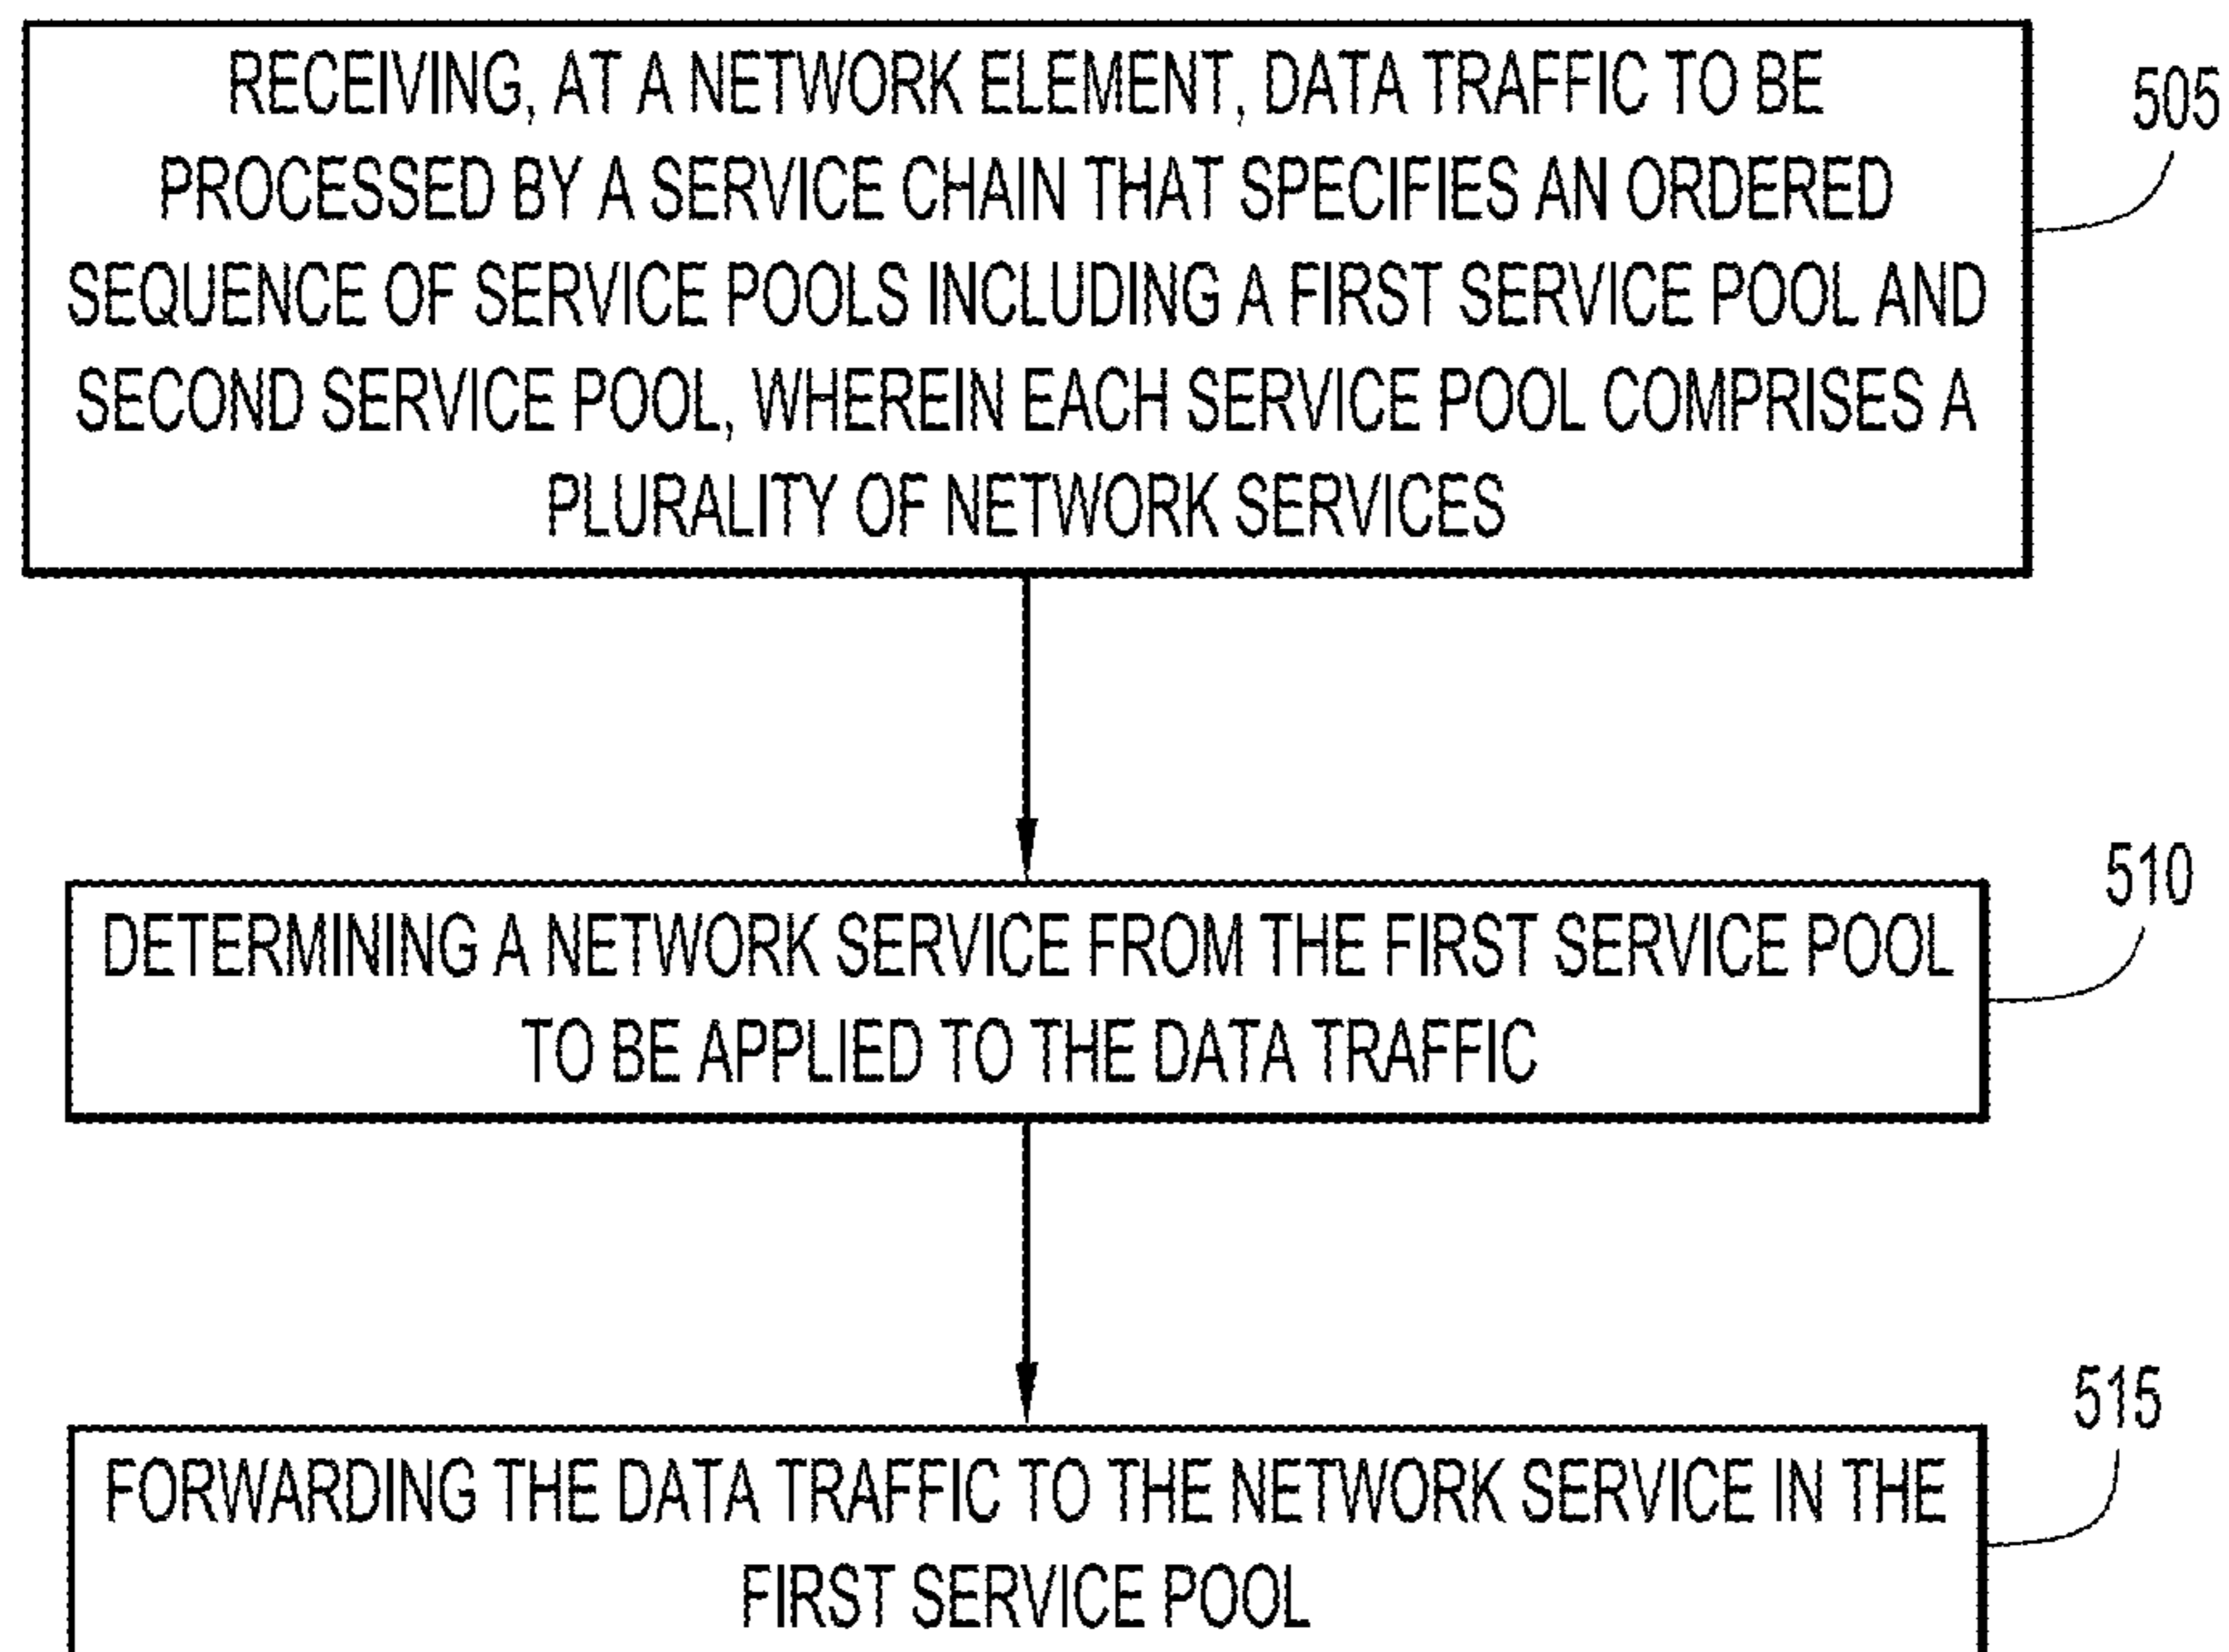 RECEIVING, AT A NETWORK ELEMENT, DATA TRAFFIC TO BE
PROCESSED BY A SERVICE CHAIN THAT SPECIFIES AN ORDERED
SEQUENCE OF SERVICE POOLS INCLUDING A FIRST SERVICE POOL AND
SECOND SERVICE POOL, WHEREIN EACH SERVICE POOL COMPRISES A
PLURALITY OF NETWORK SERVICES
505
DETERMINING A NETWORK SERVICE FROM THE FIRST SERVICE POOL
TO BE APPLIED TO THE DATA TRAFFIC
510
FORWARDING THE DATA TRAFFIC TO THE NETWORK SERVICE IN THE
FIRST SERVICE POOL
515